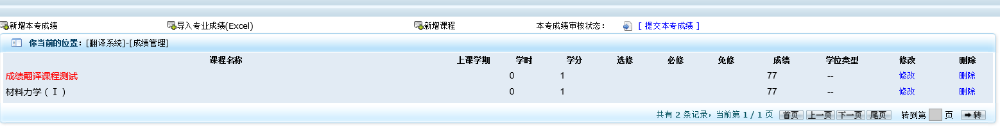 新增本专成绩 导入专业成绩(Excel) 新增课程 本专成绩审核状态： [ 提交本专成绩 ]
你当前的位置：[翻译系统]-[成绩管理]
课程名称 上课学期 学时 学分 选修 必修 免修 成绩 学位类型 修改 删除
成绩翻译课程测试 0 1 77 -- 修改 删除
材料力学（Ⅰ） 0 1 77 -- 修改 删除
共有 2 条记录，当前第 1 / 1 页 首页 上一页 下一页 尾页 转到第 页 转